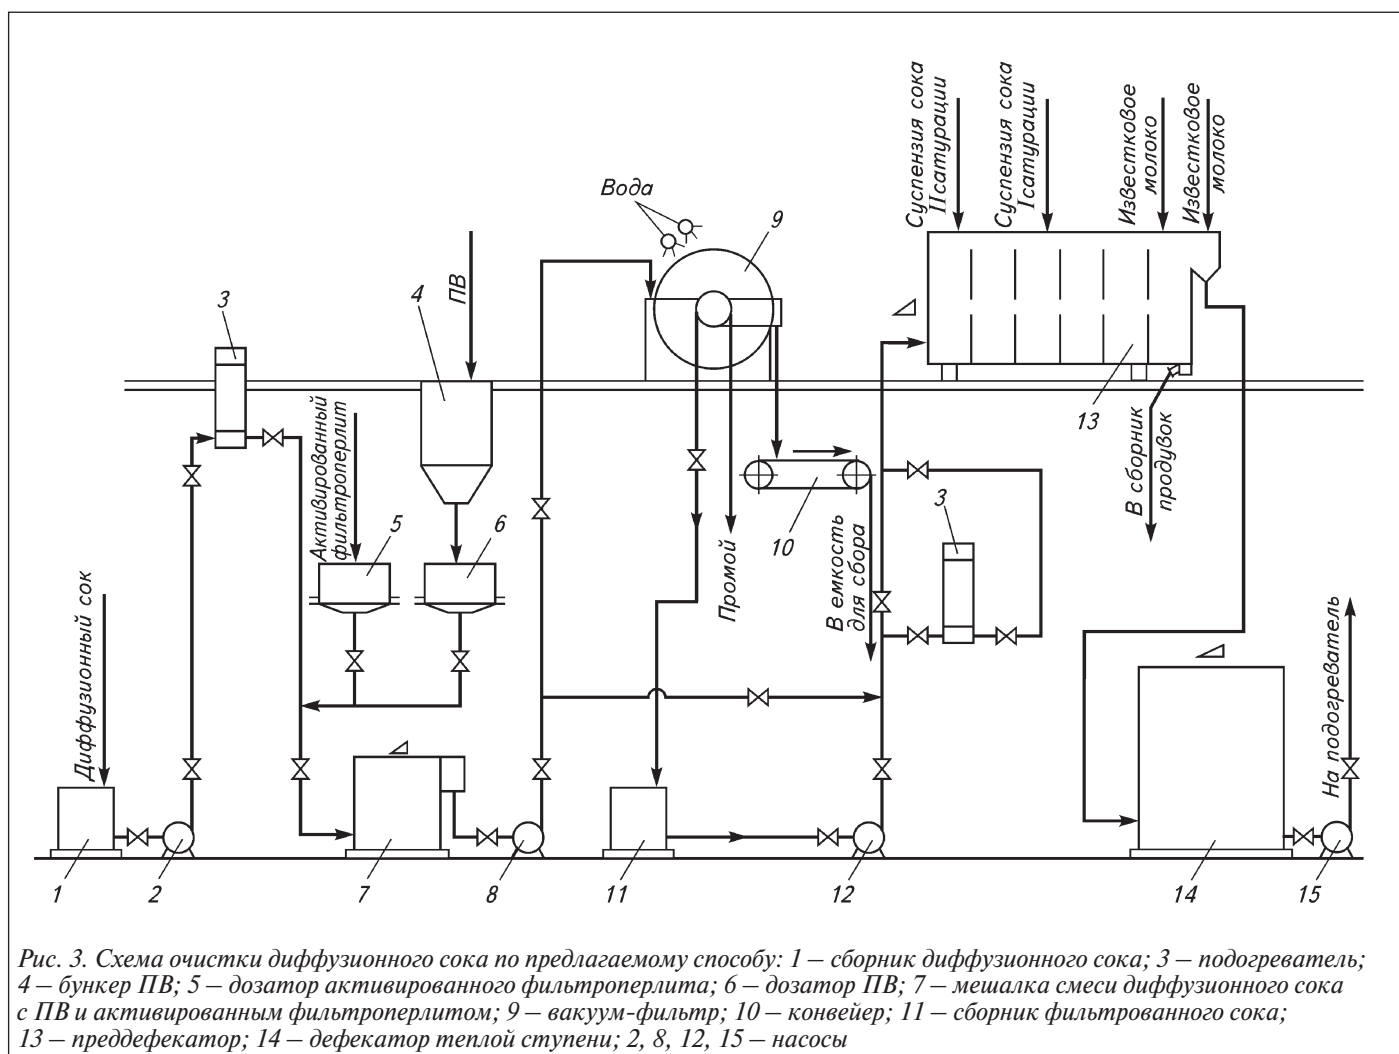 Суспензия сока
IIсатурации
Суспензия сока
Iсатурации
Известковое
молоко
Известковое
молоко
Вода
9
ПВ
3
4
13
В сборник
продувок
Активированный
фильтроперлит
5
6
10
3
Промой
В емкость
для сбора
Диффузионный сок
На подогреватель
1
2
7
8
11
12
14
15
Рис. 3. Схема очистки диффузионного сока по предлагаемому способу: 1 – сборник диффузионного сока; 3 – подогреватель;
4 – бункер ПВ; 5 – дозатор активированного фильтроперлита; 6 – дозатор ПВ; 7 – мешалка смеси диффузионного сока
с ПВ и активированным фильтроперлитом; 9 – вакуум-фильтр; 10 – конвейер; 11 – сборник фильтрованного сока;
13 – преддефекатор; 14 – дефекатор теплой ступени; 2, 8, 12, 15 – насосы